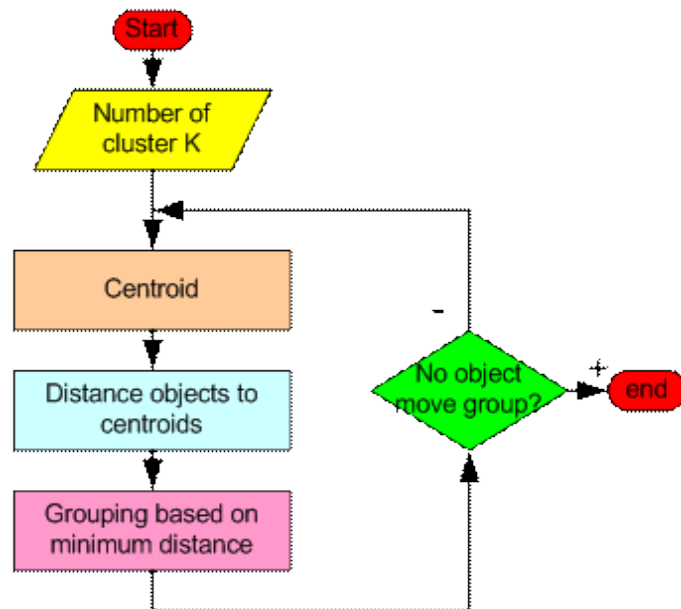 Start
Number of
cluster K
Centroid
Distance objects to
centroids
Grouping based on
minimum distance
-
No object
move group?
+
end